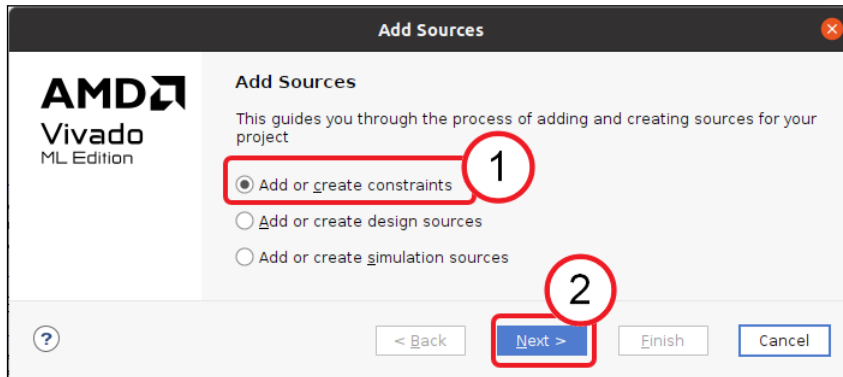 Add Sources
AMD
Vivado
ML Edition
Add Sources
This guides you through the process of adding and creating sources for your
project
1
Add or create constraints
Add or create design sources
Add or create simulation sources
2
?
< Back
Next >
Finish
Cancel